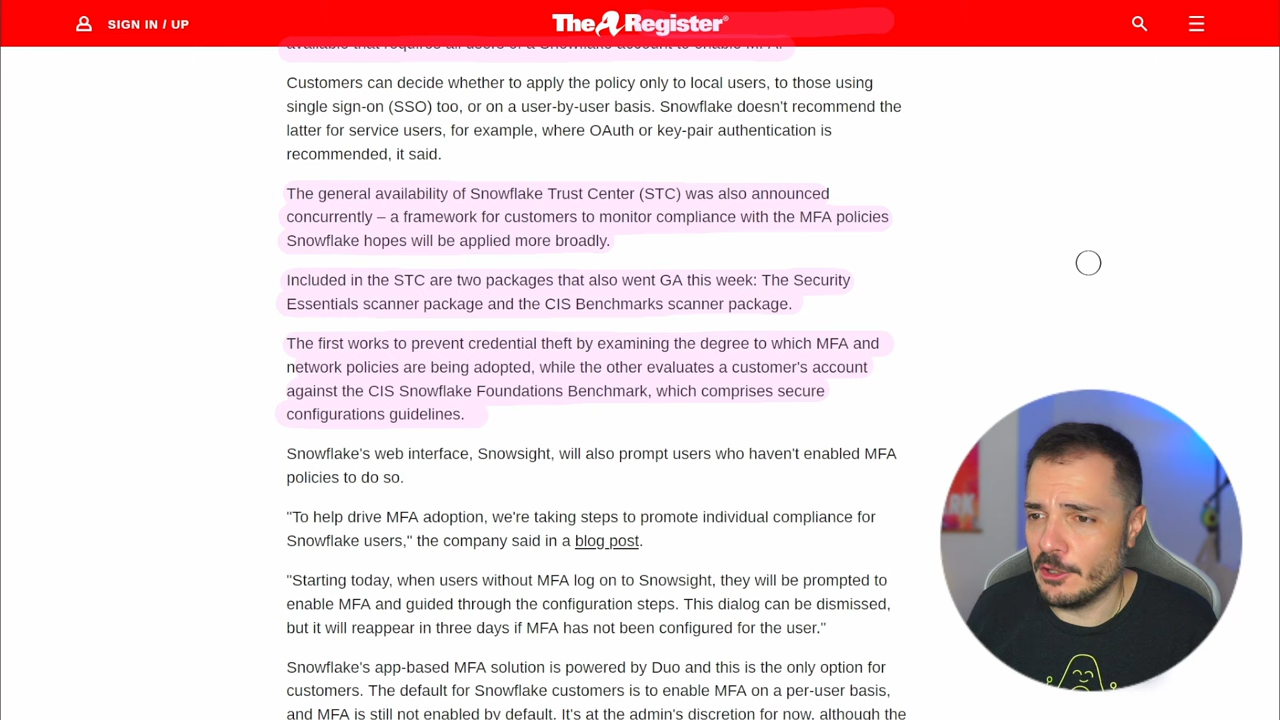 SIGN IN / UP
The Register®
available that requires all users of a Snowflake account to enable MFA.
Customers can decide whether to apply the policy only to local users, to those using
single sign-on (SSO) too, or on a user-by-user basis. Snowflake doesn't recommend the
latter for service users, for example, where OAuth or key-pair authentication is
recommended, it said.
The general availability of Snowflake Trust Center (STC) was also announced
concurrently – a framework for customers to monitor compliance with the MFA policies
Snowflake hopes will be applied more broadly.
Included in the STC are two packages that also went GA this week: The Security
Essentials scanner package and the CIS Benchmarks scanner package.
The first works to prevent credential theft by examining the degree to which MFA and
network policies are being adopted, while the other evaluates a customer's account
against the CIS Snowflake Foundations Benchmark, which comprises secure
configurations guidelines.
Snowflake's web interface, Snowsight, will also prompt users who haven't enabled MFA
policies to do so.
"To help drive MFA adoption, we're taking steps to promote individual compliance for
Snowflake users," the company said in a blog post.
"Starting today, when users without MFA log on to Snowsight, they will be prompted to
enable MFA and guided through the configuration steps. This dialog can be dismissed,
but it will reappear in three days if MFA has not been configured for the user."
Snowflake's app-based MFA solution is powered by Duo and this is the only option for
customers. The default for Snowflake customers is to enable MFA on a per-user basis,
and MFA is still not enabled by default. It's at the admin's discretion for now, although the